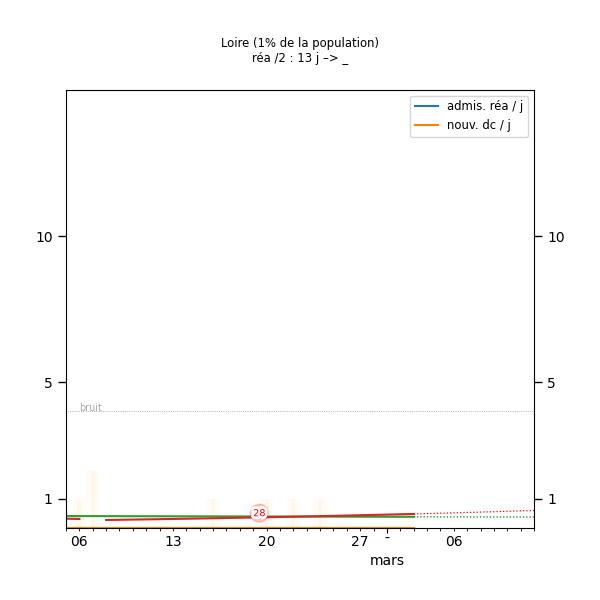 Loire (1% de la population)
réa /2 : 13 j –> _
admis. réa / j
nouv. dc / j
10 10
5 5
bruit
1 1
28
06 13 20 27 - 06
mars